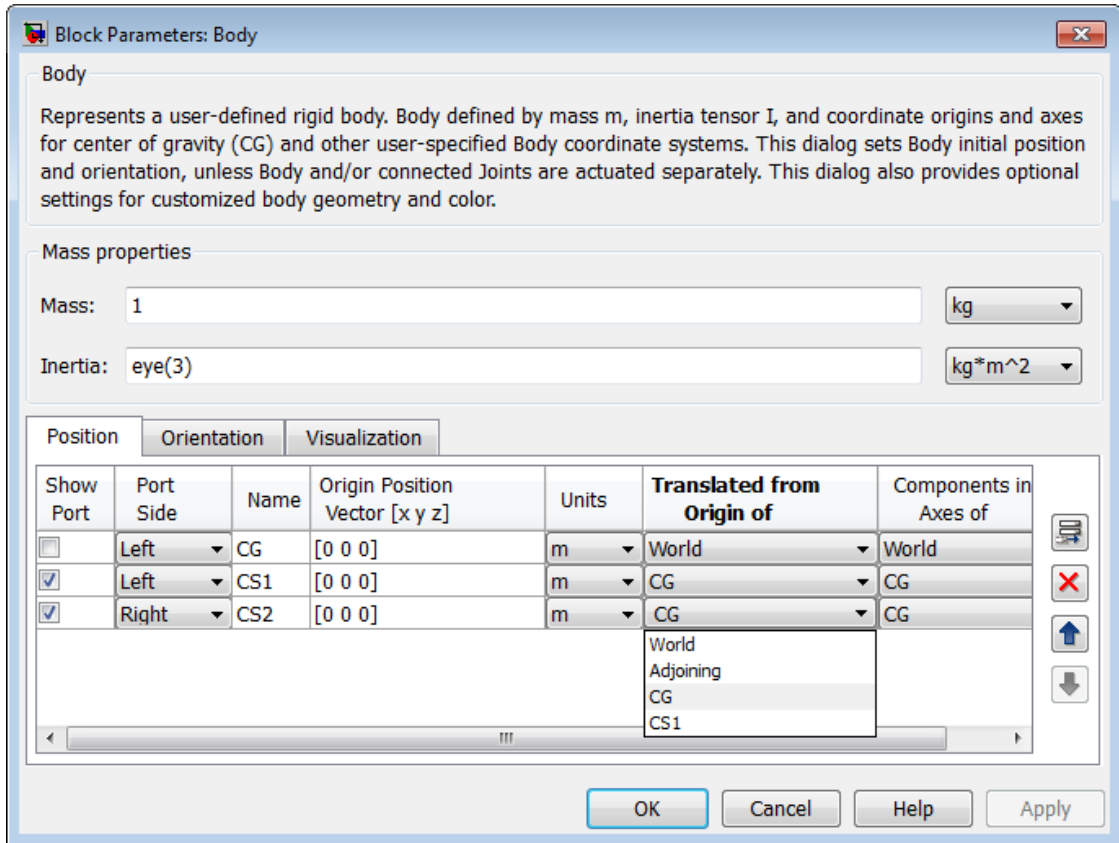 Block Parameters: Body
Body
Represents a user-defined rigid body. Body defined by mass m, inertia tensor I, and coordinate origins and axes
for center of gravity (CG) and other user-specified Body coordinate systems. This dialog sets Body initial position
and orientation, unless Body and/or connected Joints are actuated separately. This dialog also provides optional
settings for customized body geometry and color.
Mass properties
Mass: 1 kg
Inertia: eye(3) kg*m^2
Position Orientation Visualization
Show Port Origin Position Translated from Components in
Port Side Name Vector [x y z] Units Origin of Axes of
Left CG [0 0 0] m World World
Left CS1 [0 0 0] m CG CG
Right CS2 [0 0 0] m CG CG
World
Adjoining
CG
CS1
OK Cancel Help Apply